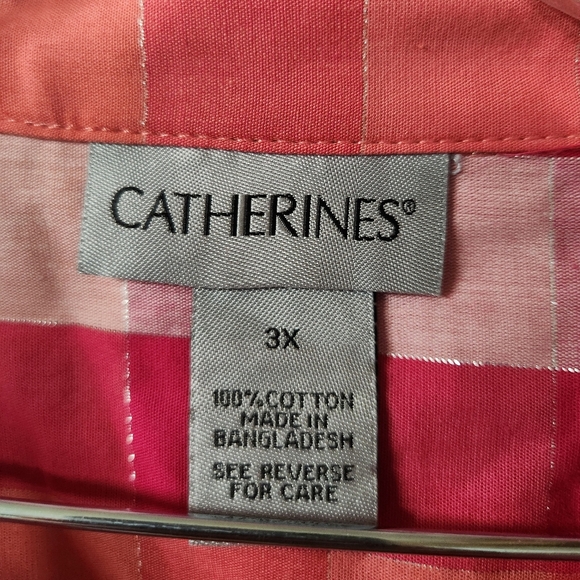 CATHERINES®
3X
100% COTTON
MADE IN
BANGLADESH
SEE REVERSE
FOR CARE